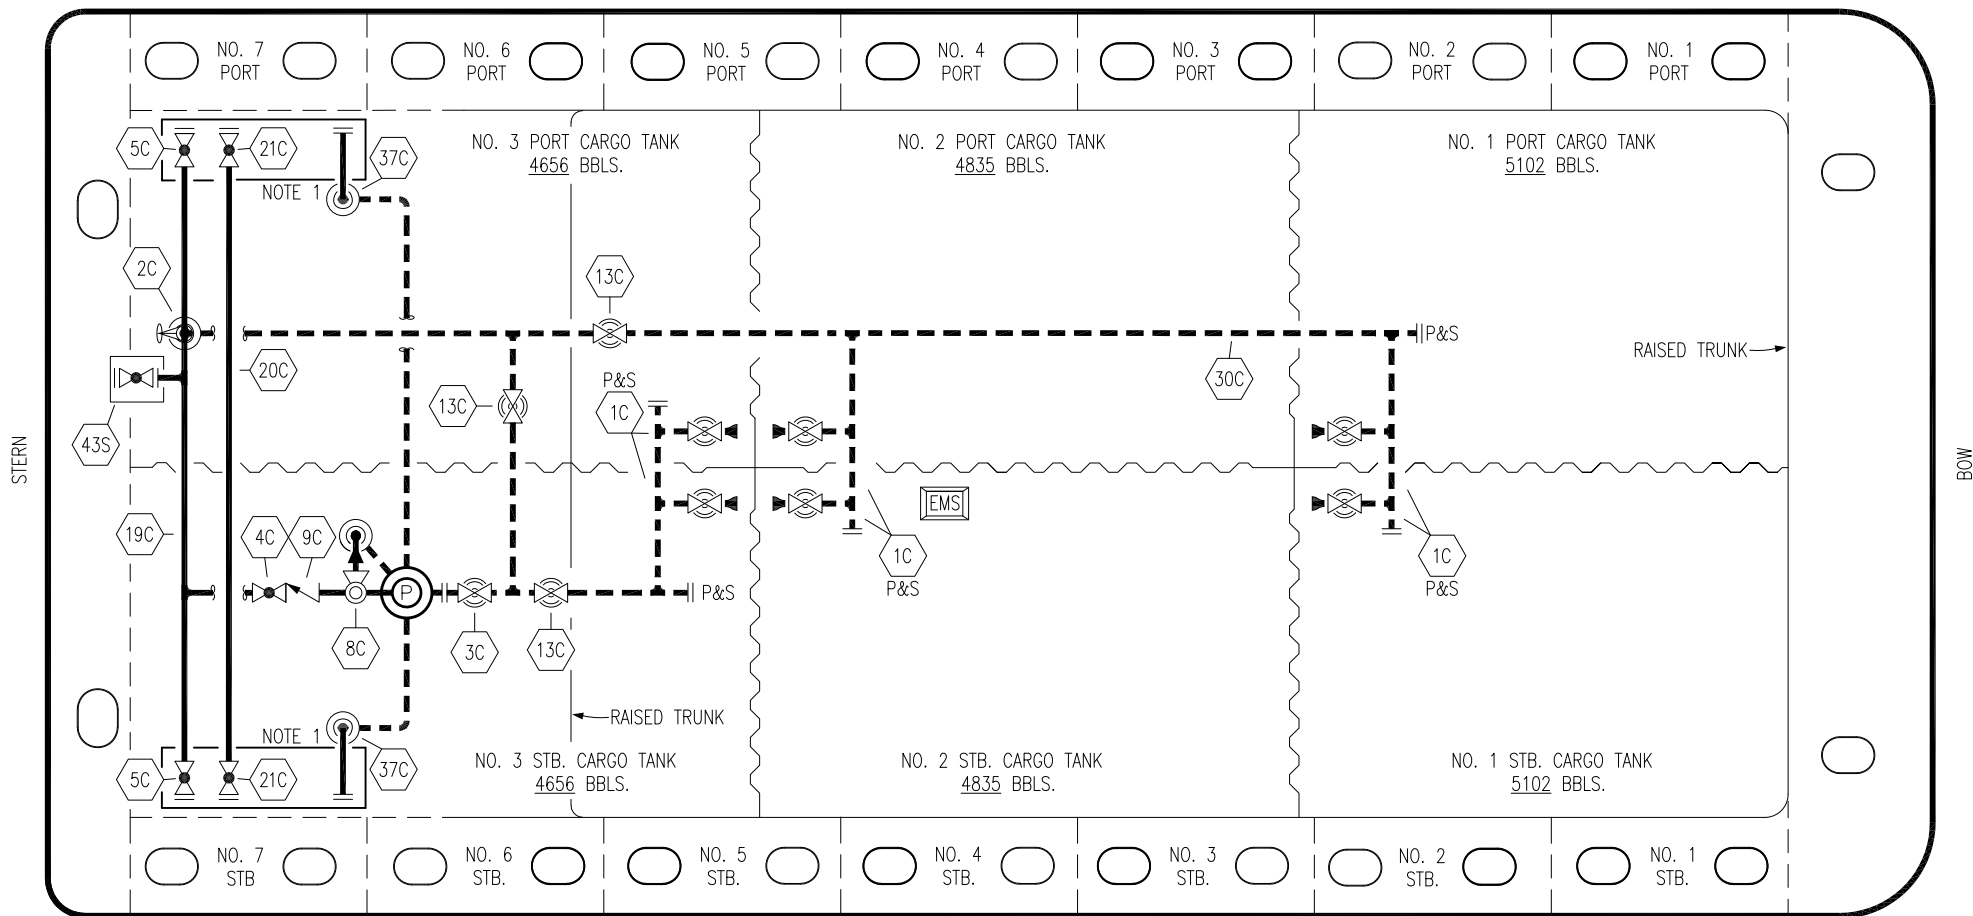 NO. 7
PORT
NO. 6
PORT
NO. 5
PORT
NO. 4
PORT
NO. 3
PORT
NO. 2
PORT
NO. 1
PORT
5C
21C
37C
NOTE 1
NO. 3 PORT CARGO TANK
4656 BBLS.
NO. 2 PORT CARGO TANK
4835 BBLS.
NO. 1 PORT CARGO TANK
5102 BBLS.
2C
13C
P&S
RAISED TRUNK
20C
30C
P&S
1C
13C
43S
STERN
BOW
EMS
19C
4C
9C
1C
P&S
1C
P&S
P
P&S
8C
3C
13C
RAISED TRUNK
NOTE 1
5C
21C
37C
NO. 3 STB. CARGO TANK
4656 BBLS.
NO. 2 STB. CARGO TANK
4835 BBLS.
NO. 1 STB. CARGO TANK
5102 BBLS.
NO. 7
STB
NO. 6
STB.
NO. 5
STB.
NO. 4
STB.
NO. 3
STB.
NO. 2
STB.
NO. 1
STB.